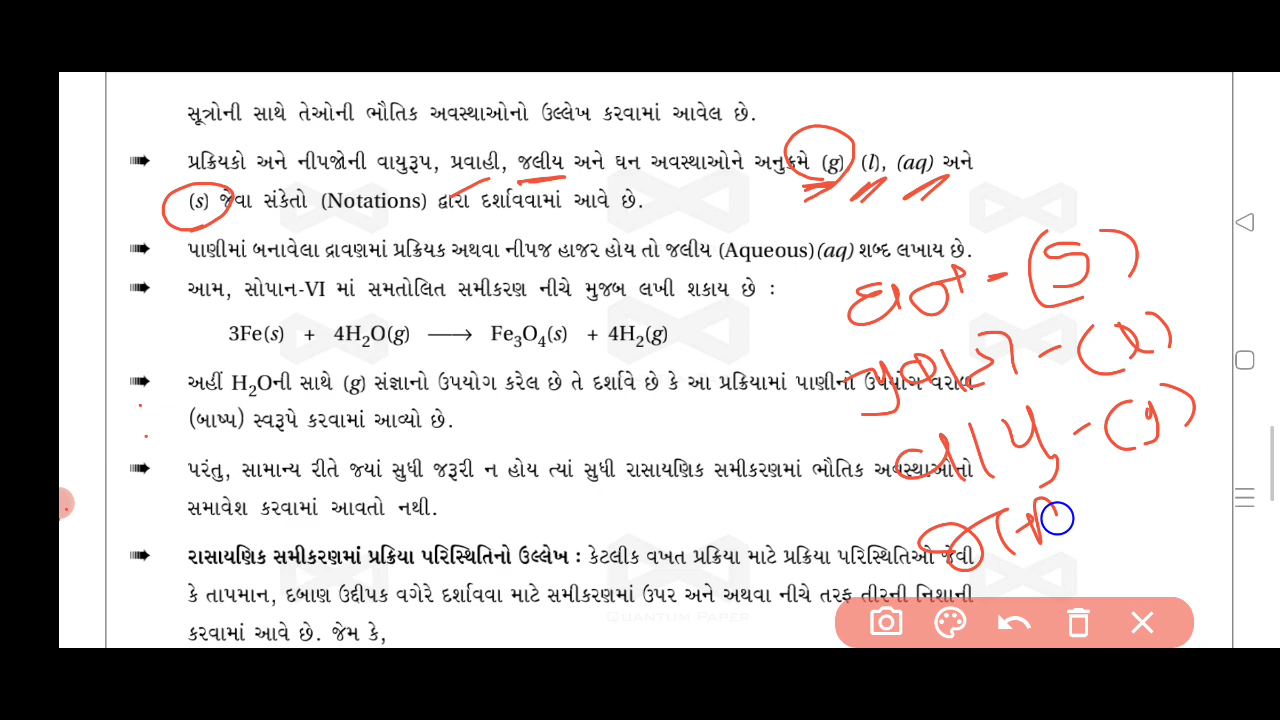 સૂત્રોની સાથે તેઓની ભૌતિક અવસ્થાઓનો ઉલ્લેખ કરવામાં આવેલ છે.
➠ પ્રક્રિયકો અને નીપજોની વાયુરૂપ, પ્રવાહી, જલીય અને ઘન અવસ્થાઓને અનુક્રમે (g) (l), (aq) અને
(s) જેવા સંકેતો (Notations) દ્વારા દર્શાવવામાં આવે છે.
➠ પાણીમાં બનાવેલા દ્રાવણમાં પ્રક્રિયક અથવા નીપજ હાજર હોય તો જલીય (Aqueous)(aq) શબ્દ લખાય છે.
ઘન - (S)
➠ આમ, સોપાન-VI માં સમતોલિત સમીકરણ નીચે મુજબ લખી શકાય છે :
3Fe(s) + 4H₂O(g) ⟶ Fe₃O₄(s) + 4H₂(g)
પ્રવાહી - (l)
➠ અહીં H₂Oની સાથે (g) સંજ્ઞાનો ઉપયોગ કરેલ છે તે દર્શાવે છે કે આ પ્રક્રિયામાં પાણીનો ઉપયોગ વરાળ
(બાષ્પ) સ્વરૂપે કરવામાં આવ્યો છે.
વાયુ - (g)
➠ પરંતુ, સામાન્ય રીતે જ્યાં સુધી જરૂરી ન હોય ત્યાં સુધી રાસાયણિક સમીકરણમાં ભૌતિક અવસ્થાઓનો
સમાવેશ કરવામાં આવતો નથી.
➠ રાસાયણિક સમીકરણમાં પ્રક્રિયા પરિસ્થિતિનો ઉલ્લેખ : કેટલીક વખત પ્રક્રિયા માટે પ્રક્રિયા પરિસ્થિતિઓ જેવી
કે તાપમાન, દબાણ ઉદ્દીપક વગેરે દર્શાવવા માટે સમીકરણમાં ઉપર અને અથવા નીચે તરફ તીરની નિશાની
QUANTUM PAPER
કરવામાં આવે છે. જેમ કે,